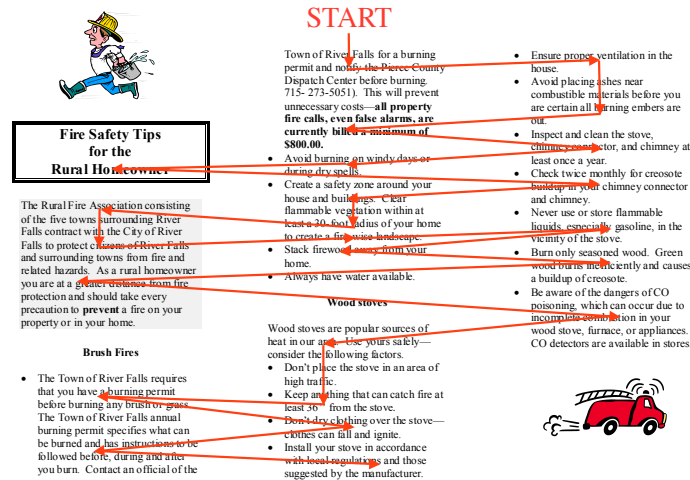 START
Fire Safety Tips
for the
Rural Homeowner
The Rural Fire Association consisting
of the five towns surrounding River
Falls contract with the City of River
Falls to protect citizens of River Falls
and surrounding towns from fire and
related hazards. As a rural homeowner
you are at a greater distance from fire
protection and should take every
precaution to prevent a fire on your
property or in your home.
Brush Fires
• The Town of River Falls requires
that you have a burning permit
before burning any brush or grass.
The Town of River Falls annual
burning permit specifies what can
be burned and has instructions to be
followed before, during and after
you burn. Contact an official of the
Town of River Falls for a burning
permit and notify the Pierce County
Dispatch Center before burning.
715- 273-5051). This will prevent
unnecessary costs—all property
fire calls, even false alarms, are
currently billed a minimum of
$800.00.
• Avoid burning on windy days or
during dry spells.
• Create a safety zone around your
house and buildings. Clear
flammable vegetation within at
least a 30-foot radius of your home
to create a fire-wise landscape.
• Stack firewood away from your
home.
• Always have water available.
Wood stoves
Wood stoves are popular sources of
heat in our area. Use yours safely—
consider the following factors.
• Don't place the stove in an area of
high traffic.
• Keep anything that can catch fire at
least 36" from the stove.
• Don't dry clothing over the stove—
clothes can fall and ignite.
• Install your stove in accordance
with local regulations and those
suggested by the manufacturer.
• Ensure proper ventilation in the
house.
• Avoid placing ashes near
combustible materials before you
are certain all burning embers are
out.
• Inspect and clean the stove,
chimney connector, and chimney at
least once a year.
• Check twice monthly for creosote
buildup in your chimney connector
and chimney.
• Never use or store flammable
liquids, especially gasoline, in the
vicinity of the stove.
• Burn only seasoned wood. Green
wood burns inefficiently and causes
a buildup of creosote.
• Be aware of the dangers of CO
poisoning, which can occur due to
incomplete combustion in your
wood stove, furnace, or appliances.
CO detectors are available in stores